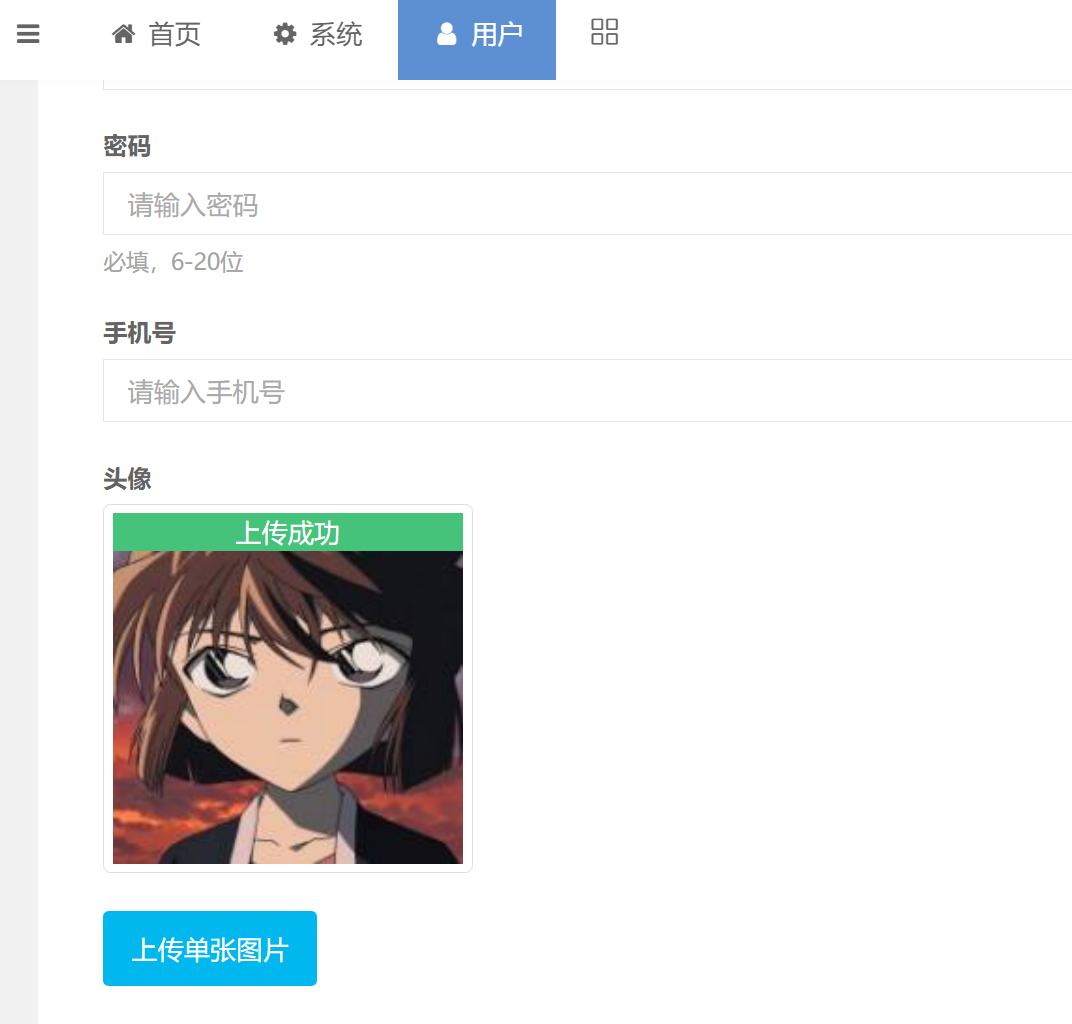 首页 系统 用户
密码
请输入密码
必填，6-20位
手机号
请输入手机号
头像
上传成功
上传单张图片